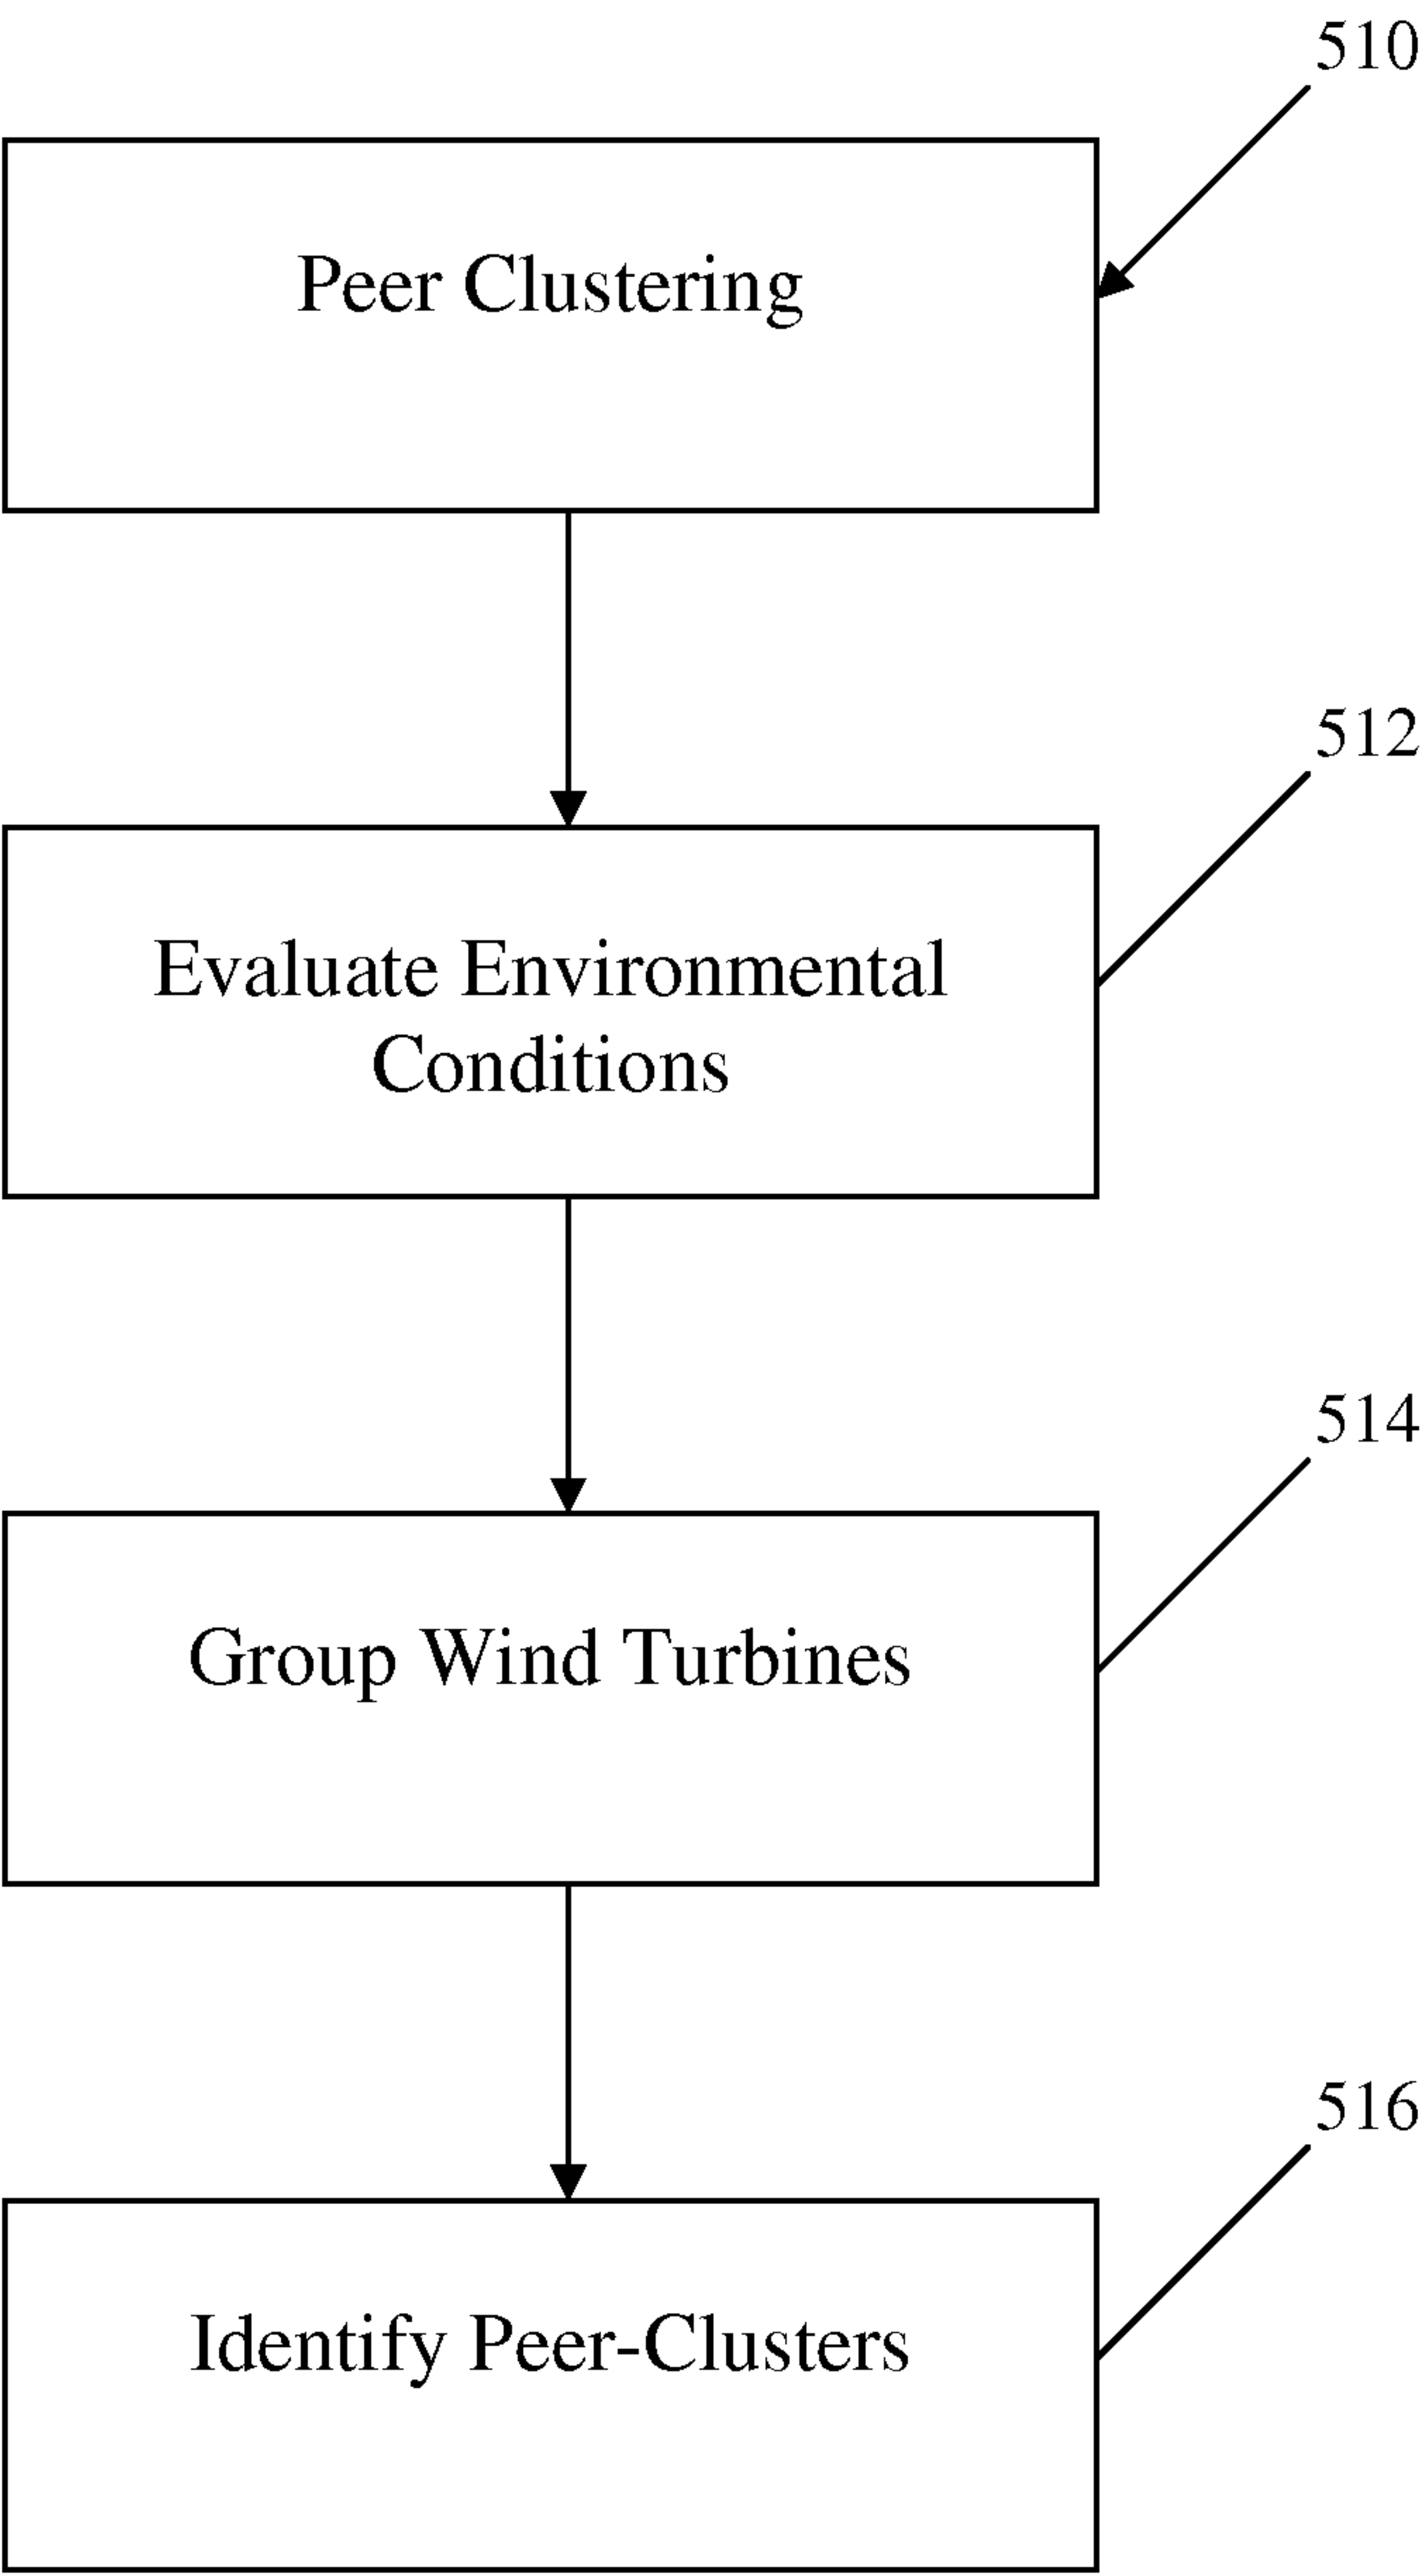 510
Peer Clustering
512
Evaluate Environmental
Conditions
514
Group Wind Turbines
516
Identify Peer-Clusters